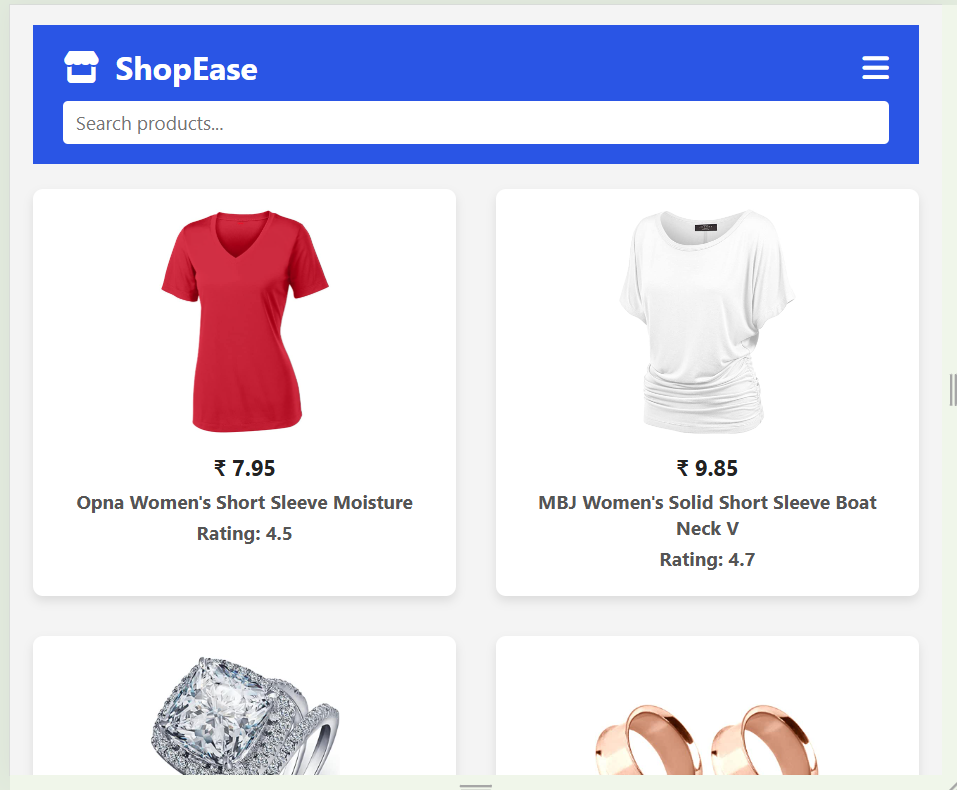 ShopEase
Search products...
₹ 7.95
Opna Women's Short Sleeve Moisture
Rating: 4.5
₹ 9.85
MBJ Women's Solid Short Sleeve Boat
Neck V
Rating: 4.7